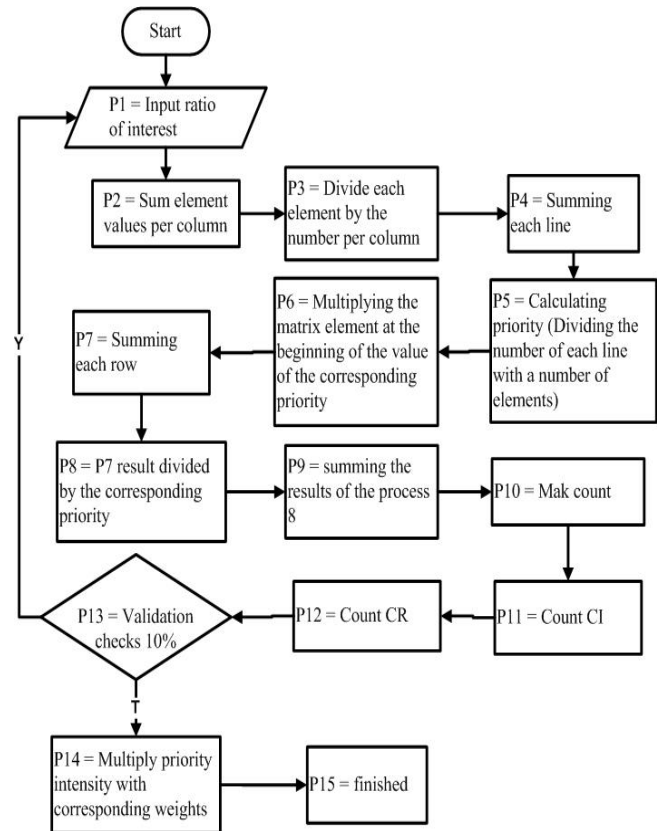 Start
P1 = Input ratio
of interest
P2 = Sum element
values per column
P3 = Divide each
element by the
number per column
P4 = Summing
each line
P5 = Calculating
priority (Dividing the
number of each line
with a number of
elements)
P6 = Multiplying the
matrix element at the
beginning of the value
of the corresponding
priority
P7 = Summing
each row
P8 = P7 result divided
by the corresponding
priority
P9 = summing the
results of the process
8
P10 = Mak count
P11 = Count CI
P12 = Count CR
P13 = Validation
checks 10%
Y
T
P14 = Multiply priority
intensity with
corresponding weights
P15 = finished